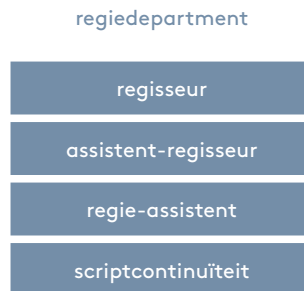 regiedepartment
regisseur
assistent-regisseur
regie-assistent
scriptcontinuïteit